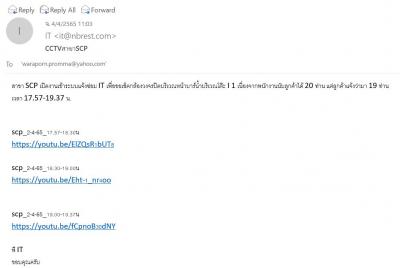 Reply Reply All Forward
จ. 4/4/2565 11:03
I
IT <it@nbrest.com>
CCTVสาขาSCP
To 'waraporn.promma@yahoo.com'
สาขา SCP เปิดงานเข้าระบบแจ้งซ่อม IT เพื่อขอเช็คกล้องวงจรปิดบริเวณหน้าบาร์น้ำบริเวณโต๊ะ I 1 เนื่องจากพนักงานนับลูกค้าได้ 20 ท่าน แต่ลูกค้าแจ้งว่ามา 19 ท่าน
เวลา 17.57-19.37 น.
scp_2-4-65_17.57-18.30น
https://youtu.be/
scp_2-4-65_18.30-19.00น
https://youtu.be/
scp_2-4-65_19.00-19.37น
https://youtu.be/
พี IT
ขอบคุณครับ